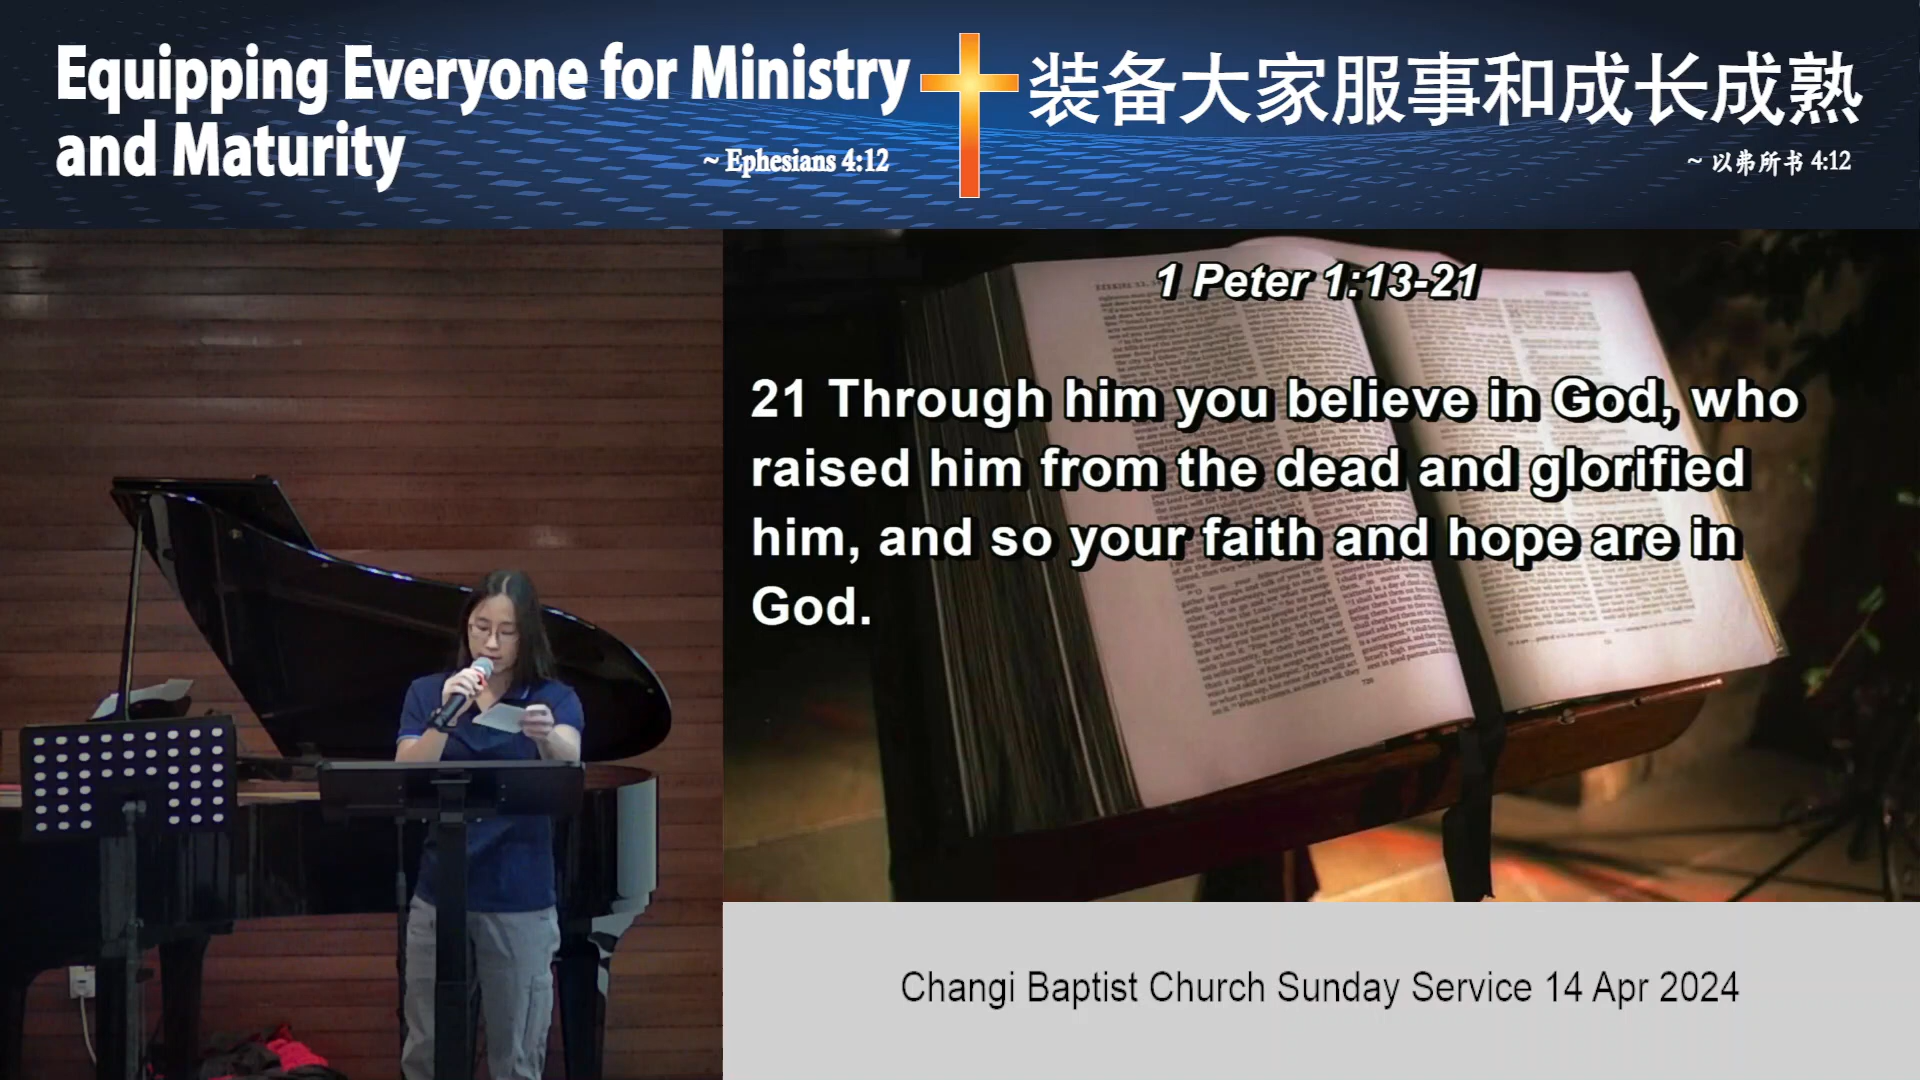 Equipping Everyone for Ministry
and Maturity
~ Ephesians 4:12
装备大家服事和成长成熟
~ 以弗所书 4:12
1 Peter 1:13-21
21 Through him you believe in God, who
raised him from the dead and glorified
him, and so your faith and hope are in
God.
Changi Baptist Church Sunday Service 14 Apr 2024